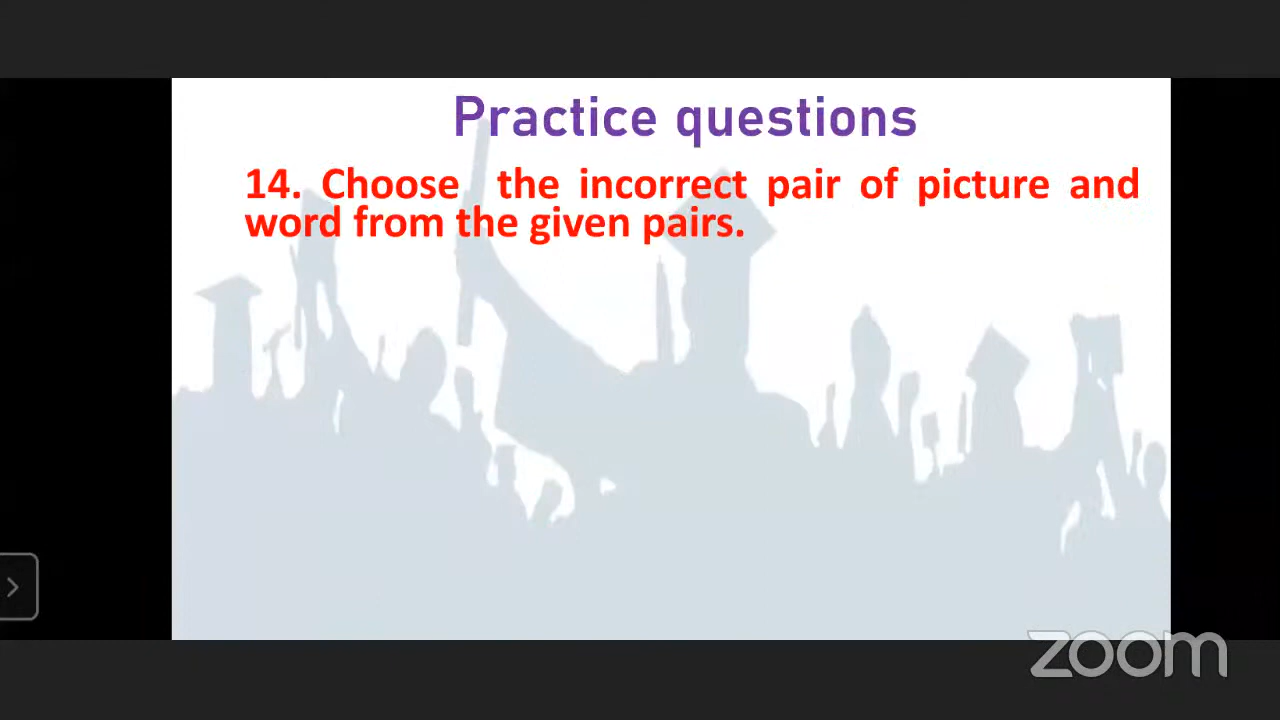 Practice questions
14. Choose the incorrect pair of picture and
word from the given pairs.
zoom